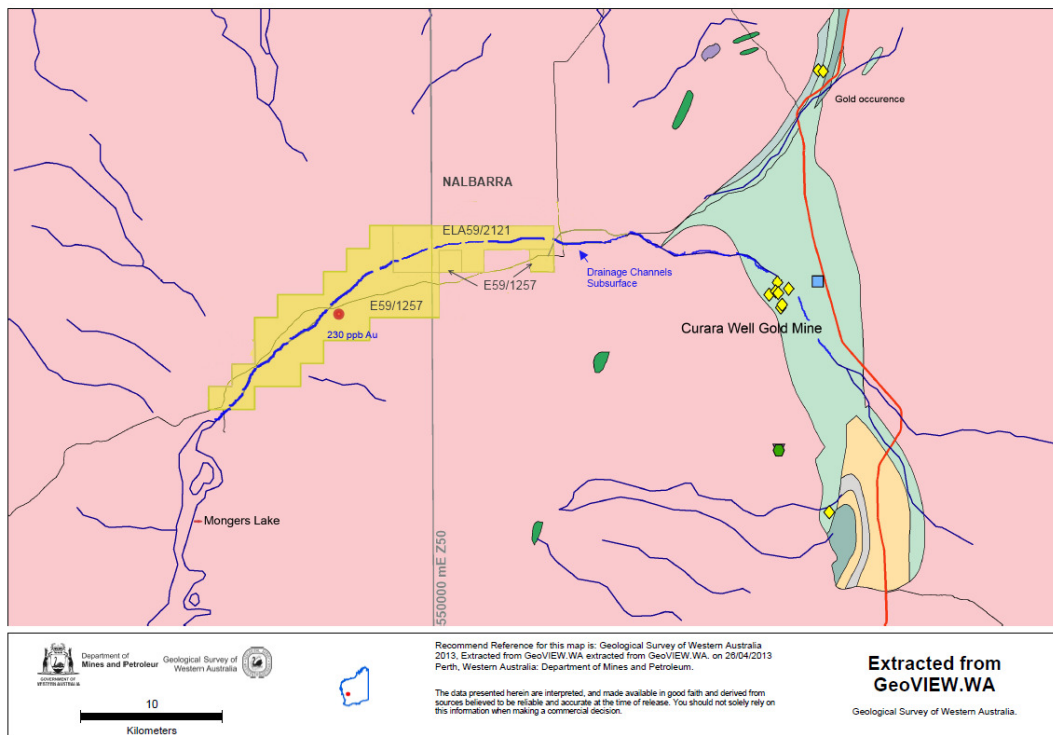 Gold occurence
NALBARRA
ELA59/2121
Drainage Channels
Subsurface
E59/1257
E59/1257
230 ppb Au
Curara Well Gold Mine
Mongers Lake
550000 mE Z50
GOVERNMENT OF
WESTERN AUSTRALIA
Department of
Mines and Petroleur
Geological Survey of
Western Australia
10
Kilometers
Recommend Reference for this map is: Geological Survey of Western Australia
2013, Extracted from GeoVIEW.WA extracted from GeoVIEW.WA. on 26/04/2013
Perth, Western Australia: Department of Mines and Petroleum.
The data presented herein are interpreted, and made available in good faith and derived from
sources believed to be reliable and accurate at the time of release. You should not solely rely on
this information when making a commercial decision.
Extracted from
GeoVIEW.WA
Geological Survey of Western Australia.